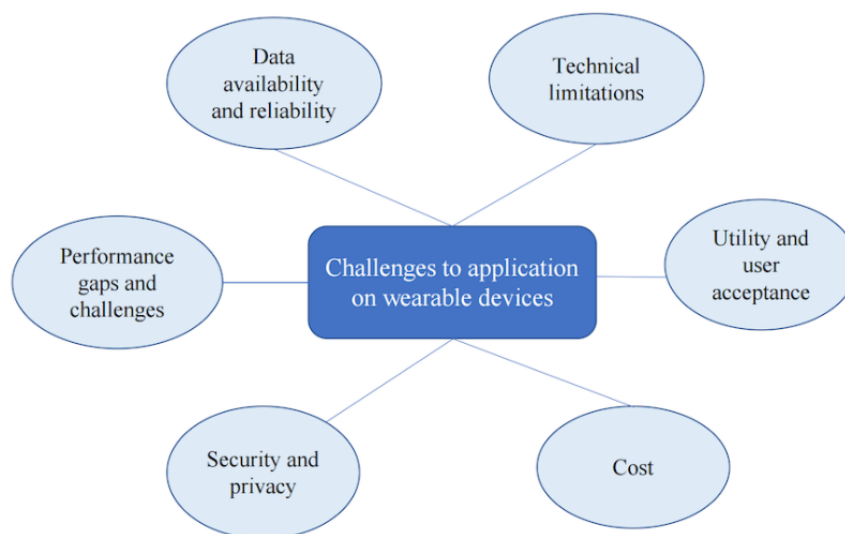 Data
availability
and reliability
Technical
limitations
Performance
gaps and
challenges
Challenges to application
on wearable devices
Utility and
user
acceptance
Security and
privacy
Cost